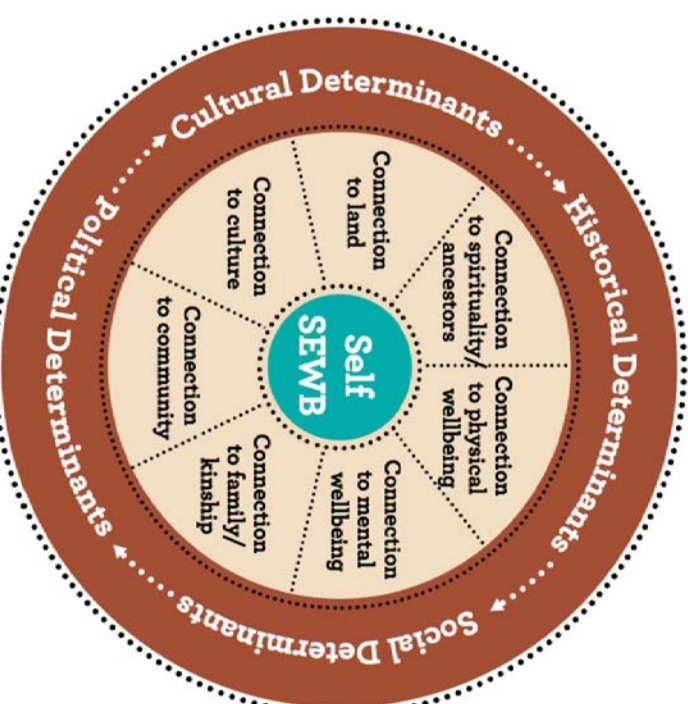 Self
SEWB
Connection
to spirituality/
ancestors
Connection
to physical
wellbeing
Connection
to mental
wellbeing
Connection
to family/
kinship
Connection
to community
Connection
to culture
Connection
to land
Historical Determinants
Social Determinants
Political Determinants
Cultural Determinants